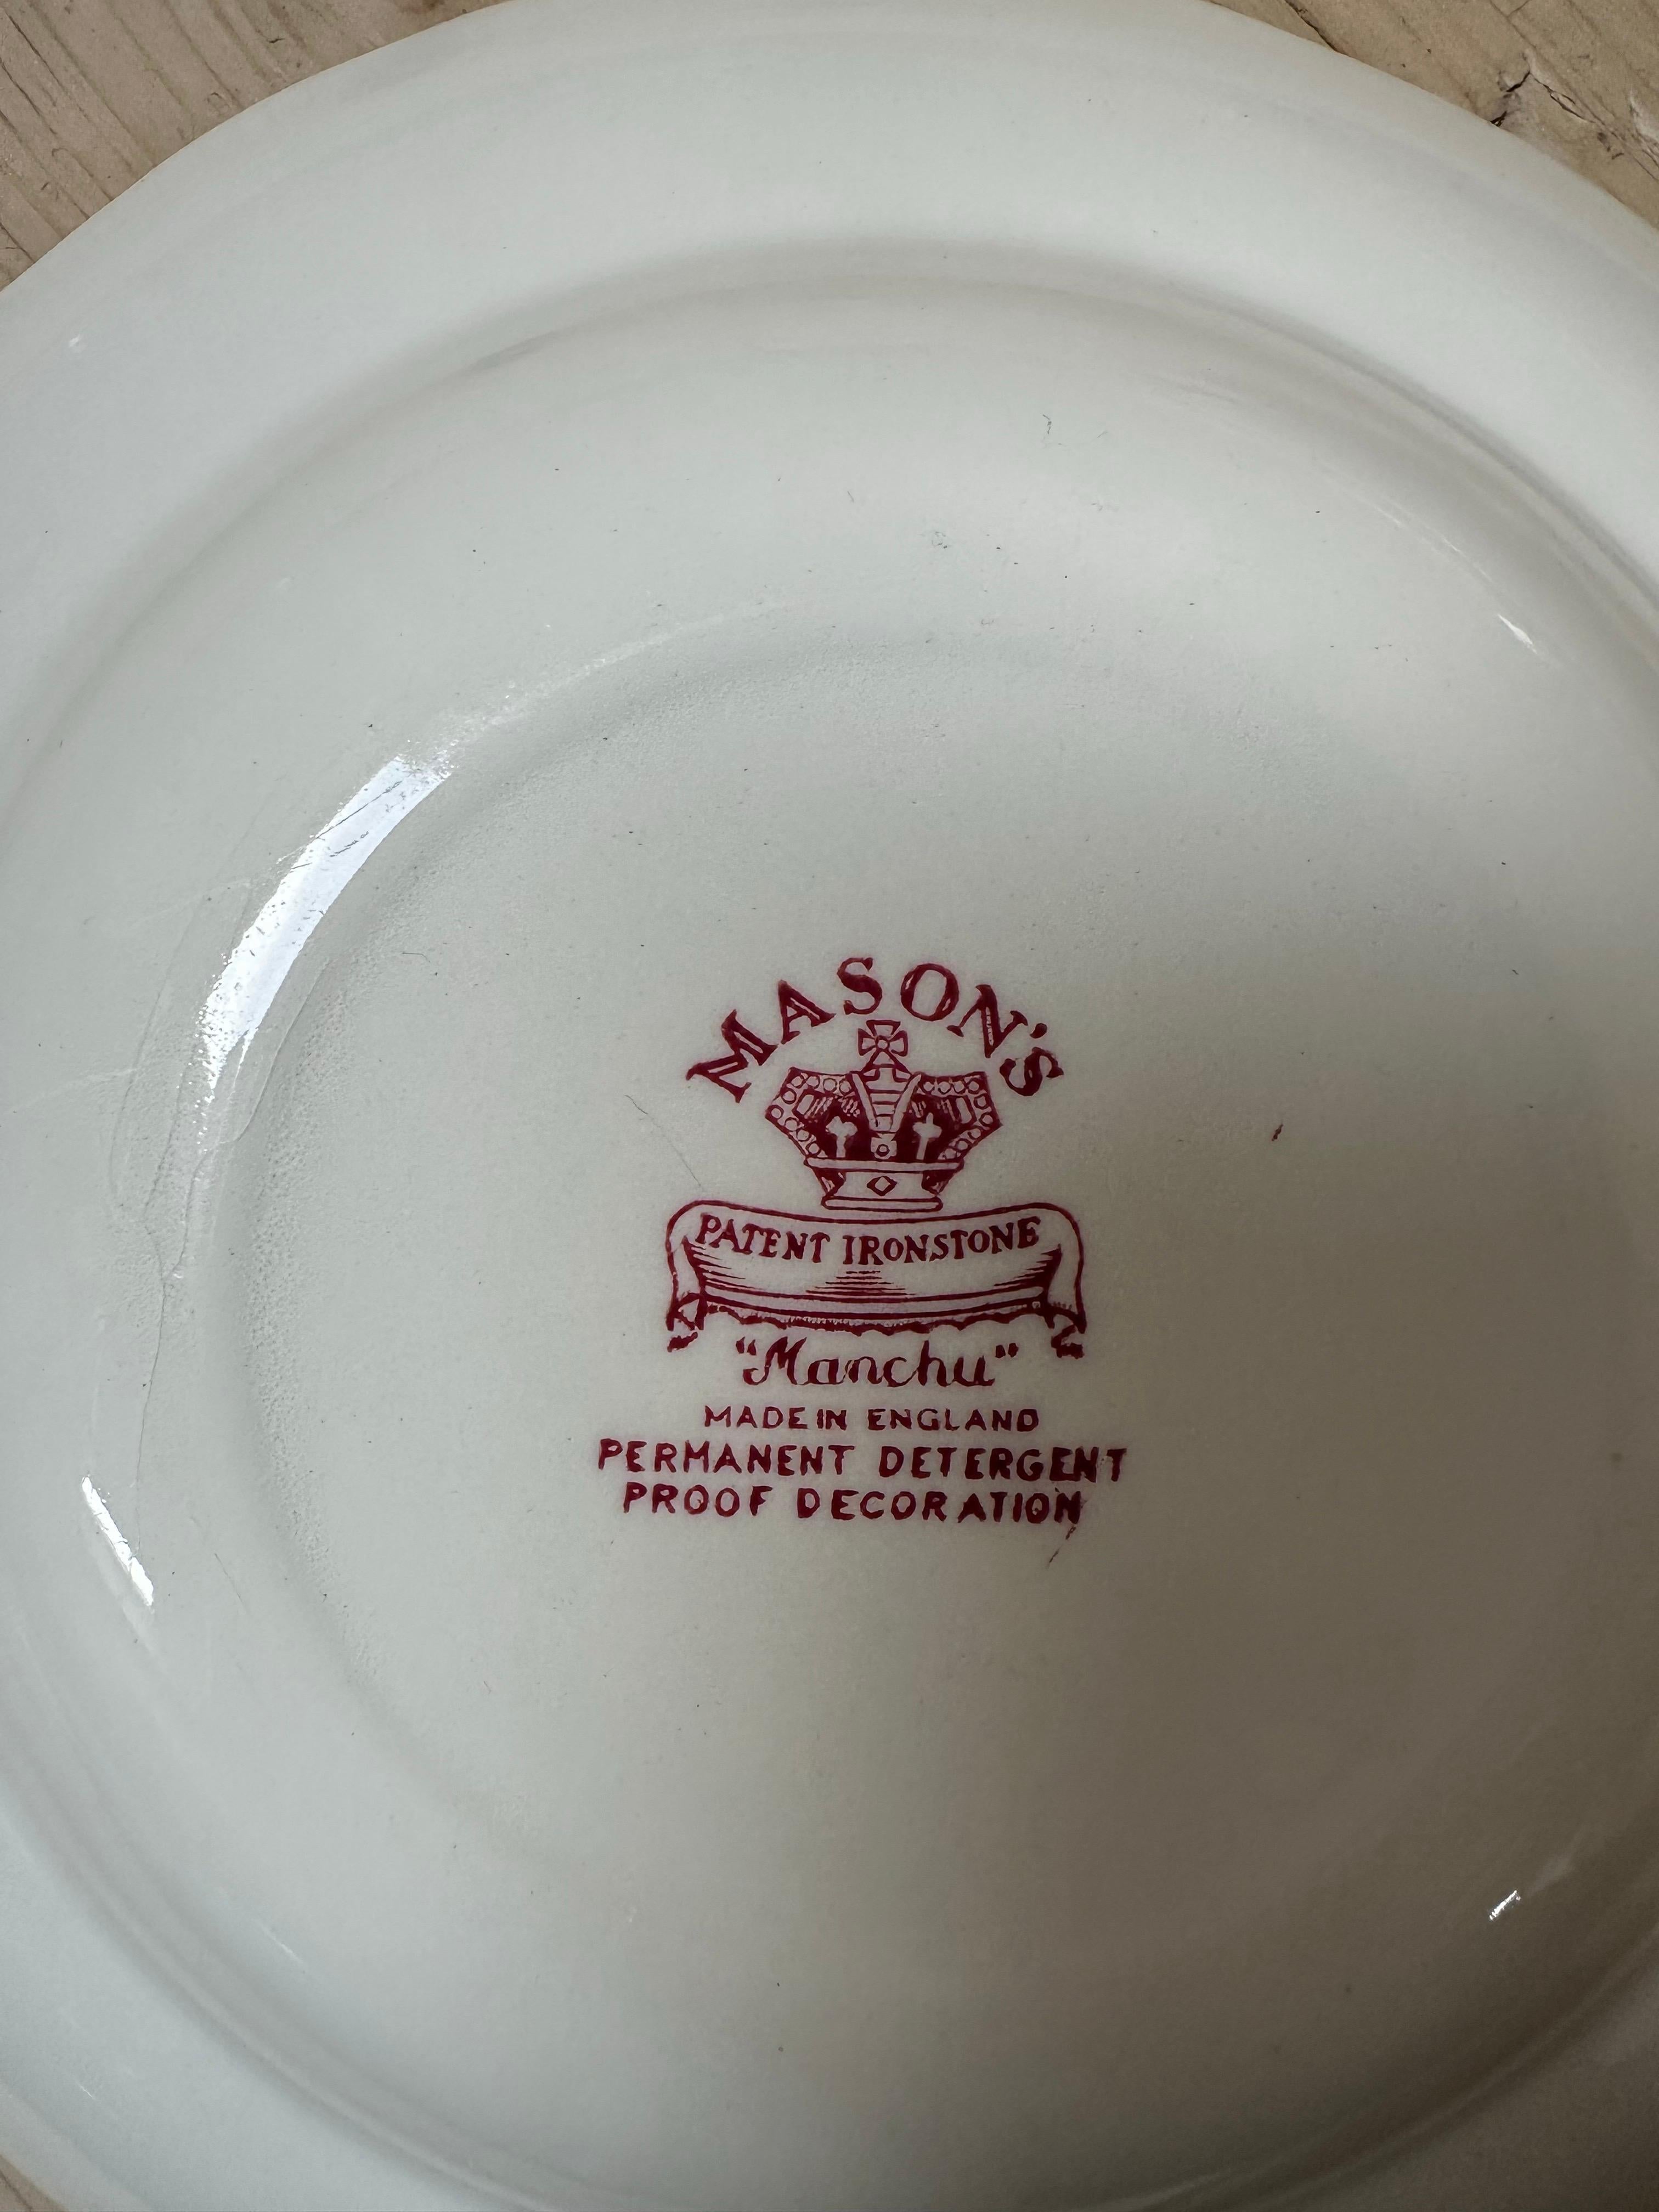 MASON'S
PATENT IRONSTONE
"Manchu"
MADE IN ENGLAND
PERMANENT DETERGENT
PROOF DECORATION